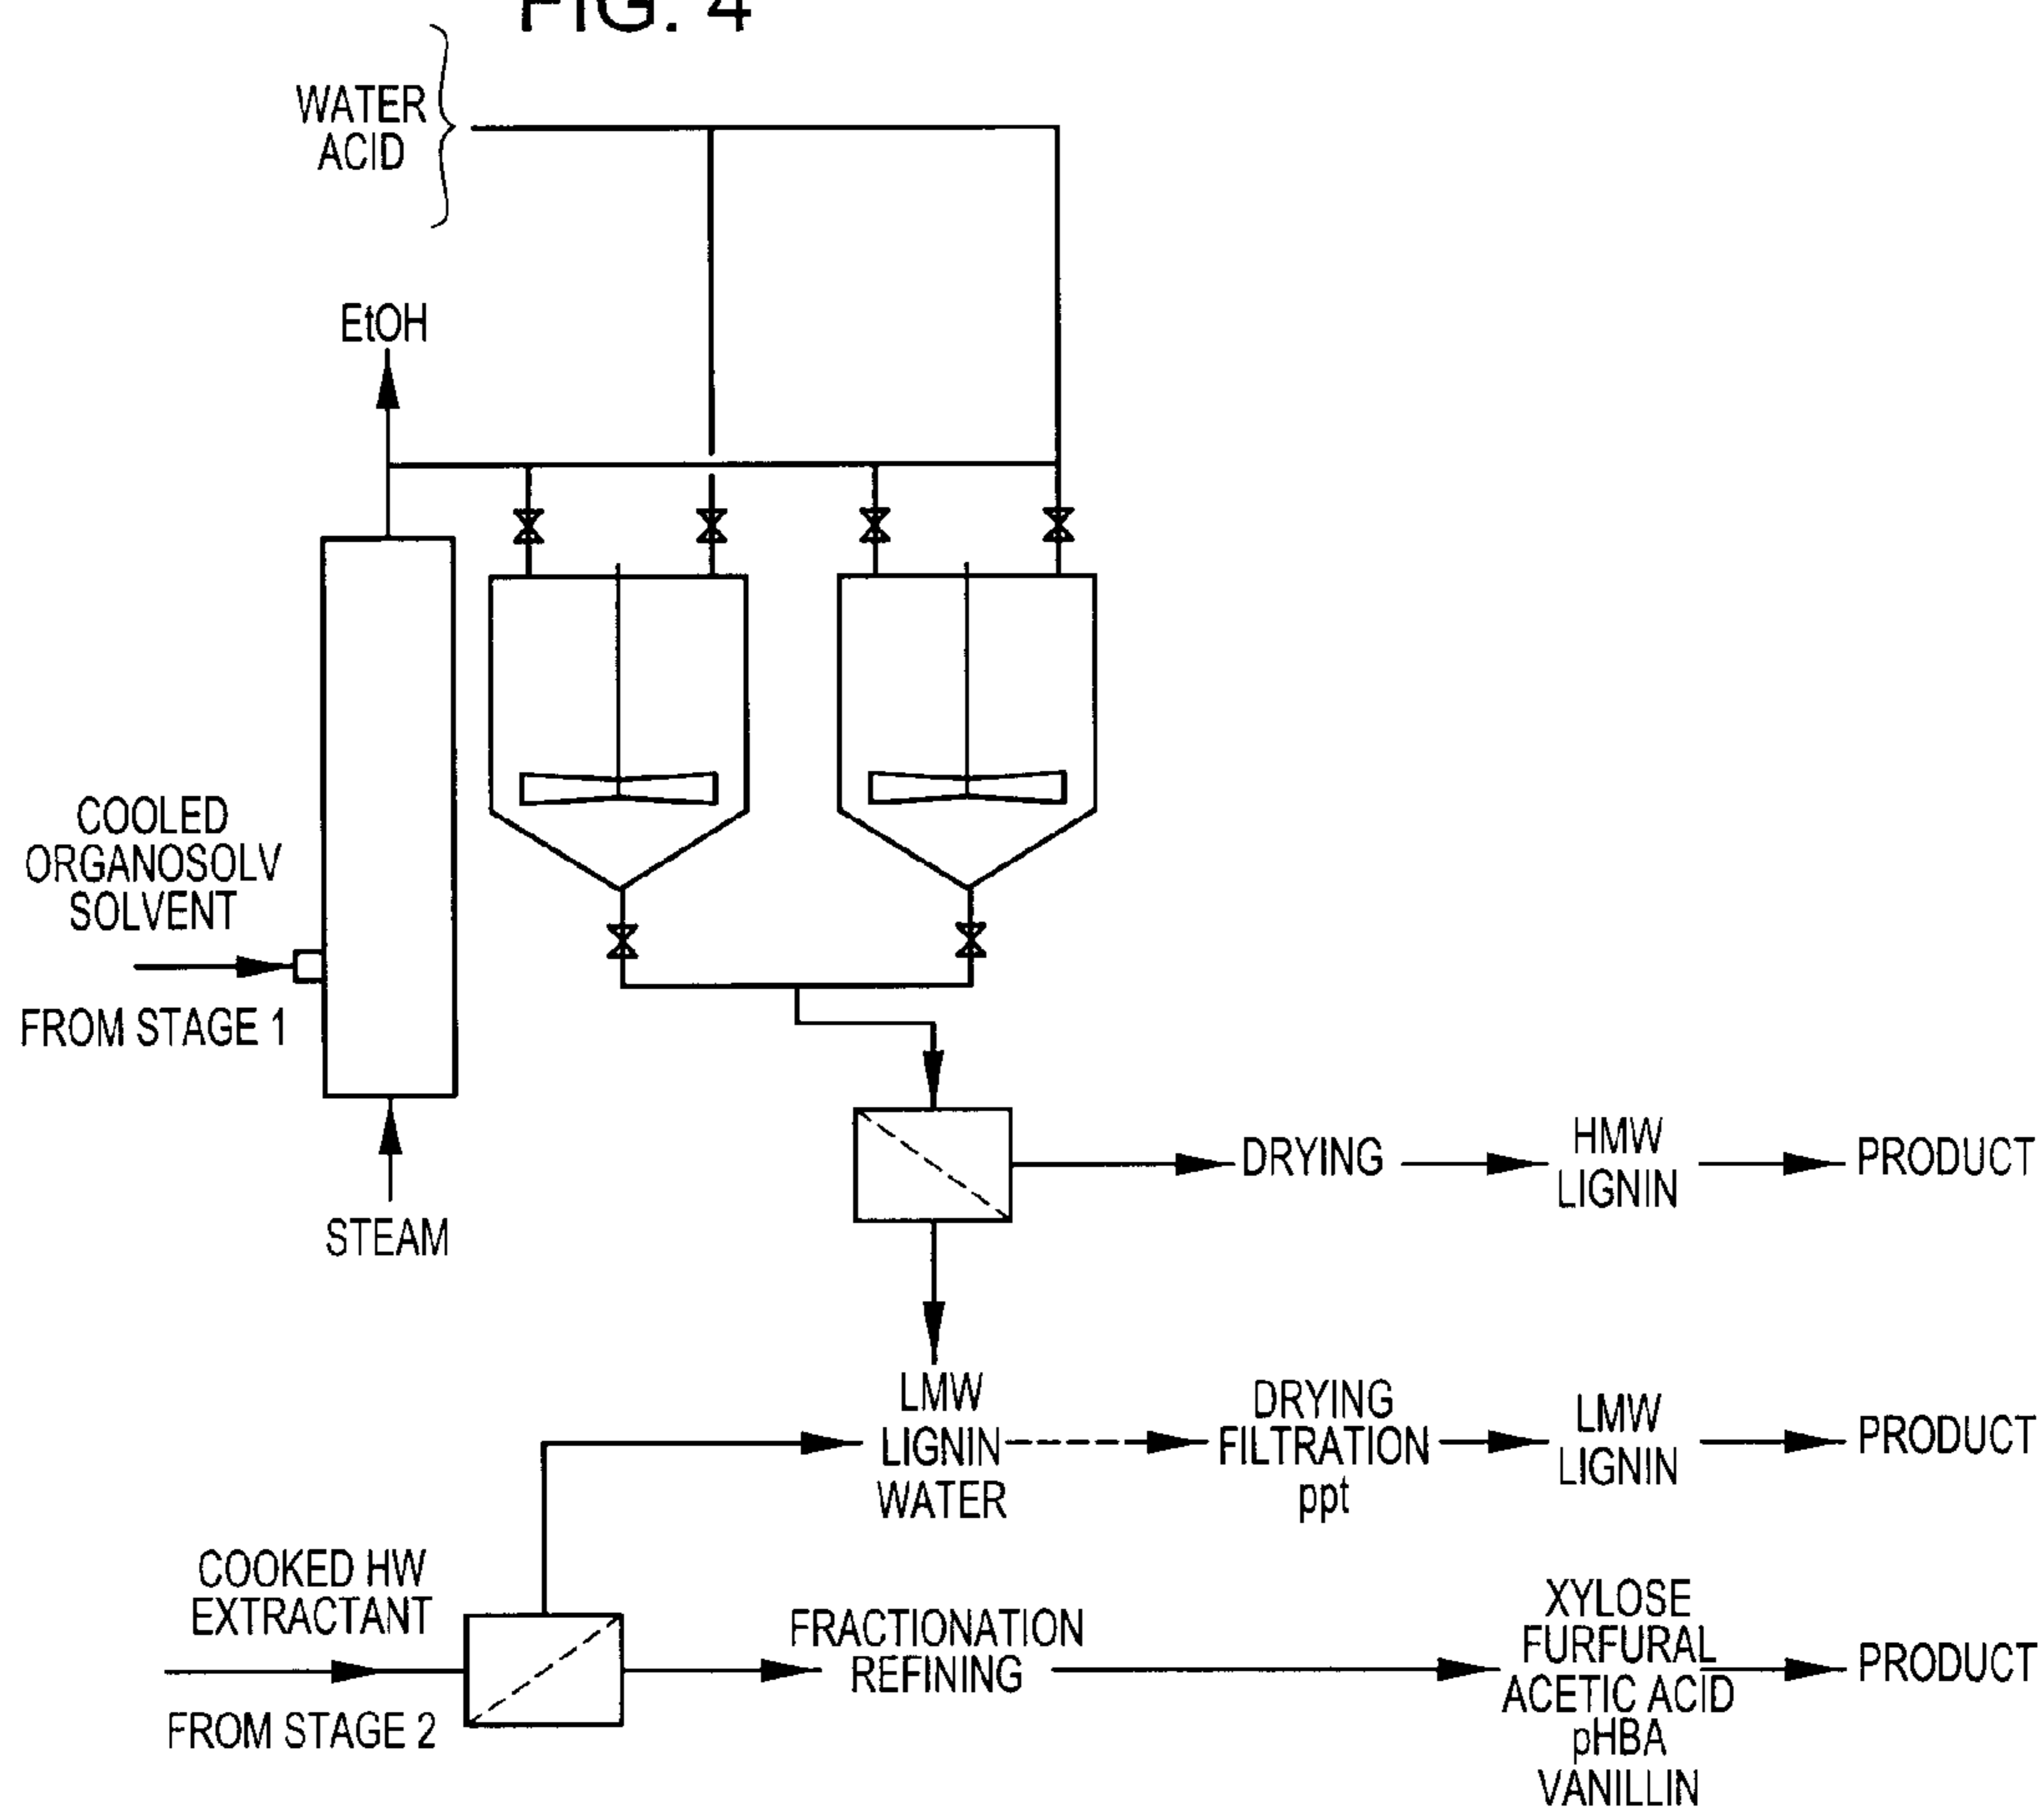 FIG. 4
WATER
ACID
EtOH
COOLED
ORGANOSOLV
SOLVENT
FROM STAGE 1
STEAM
DRYING
HMW
LIGNIN
PRODUCT
LMW
LIGNIN
WATER
DRYING
FILTRATION
ppt
LMW
LIGNIN
PRODUCT
COOKED HW
EXTRACTANT
FROM STAGE 2
FRACTIONATION
REFINING
XYLOSE
FURFURAL
ACETIC ACID
pHBA
VANILLIN
PRODUCT